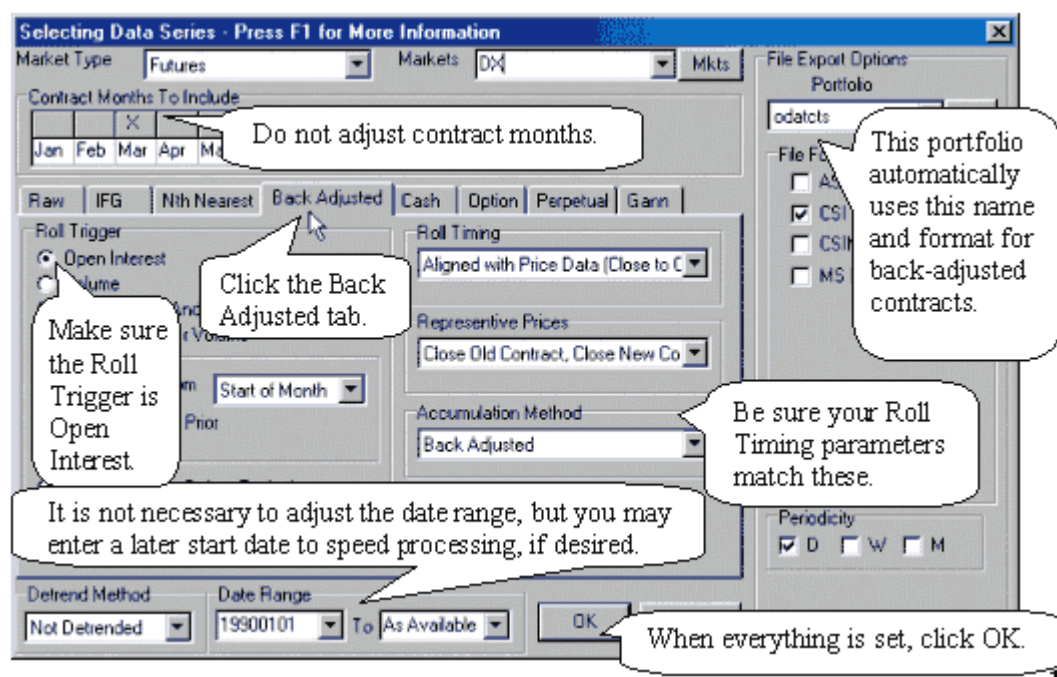 Selecting Data Series - Press F1 for More Information
Market Type
Futures
Markets
DX
Mkts
File Export Options
Portfolio
odatcts
Contract Months To Include
X
Jan Feb Mar Apr
Do not adjust contract months.
This portfolio
automatically
uses this name
and format for
back-adjusted
contracts.
CSI
MS
Raw IFG Nth Nearest Back Adjusted Cash Option Perpetual Gann
Roll Trigger
Open Interest
Click the Back
Adjusted tab.
Make sure
the Roll
Trigger is
Open
Interest.
Volume
Start of Month
Prior
Roll Timing
Aligned with Price Data (Close to C
Representive Prices
Close Old Contract, Close New Co
Accumulation Method
Back Adjusted
Be sure your Roll
Timing parameters
match these.
It is not necessary to adjust the date range, but you may
enter a later start date to speed processing, if desired.
Periodicity
D W M
Detrend Method
Not Detrended
Date Range
19900101 To As Available
OK
When everything is set, click OK.